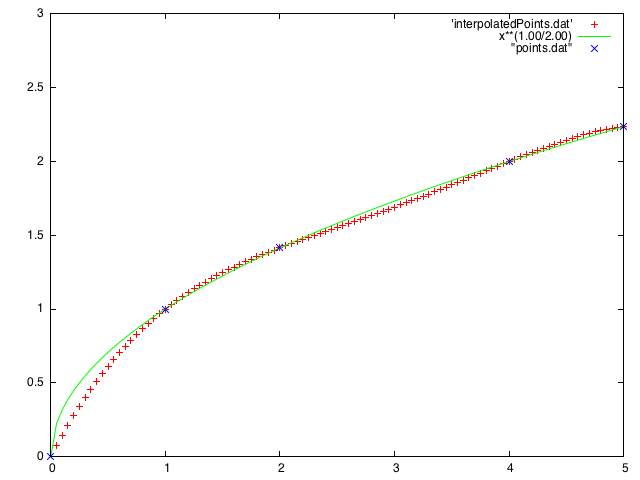 3
2.5
2
1.5
1
0.5
0
0 1 2 3 4 5
'interpolatedPoints.dat'
x**(1.00/2.00)
"points.dat"